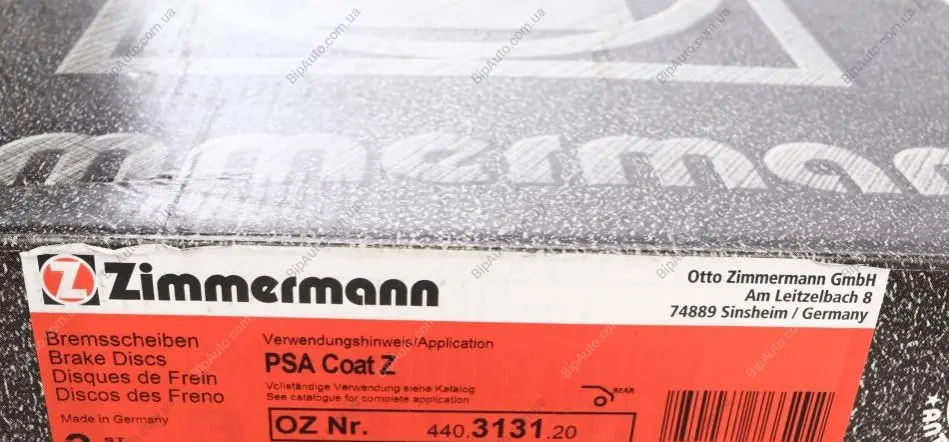 mmerman
Z Zimmermann
Otto Zimmermann GmbH
Am Leitzelbach 8
74889 Sinsheim / Germany
Bremsscheiben
Brake Discs
Disques de Frein
Discos des Freno
Made in Germany
Verwendungshinweis/Application
PSA Coat Z
Vollständige Verwendung siehe Katalog
See catalogue for complete application
REAR
OZ Nr. 440.3131.20
BipAuto.com.ua